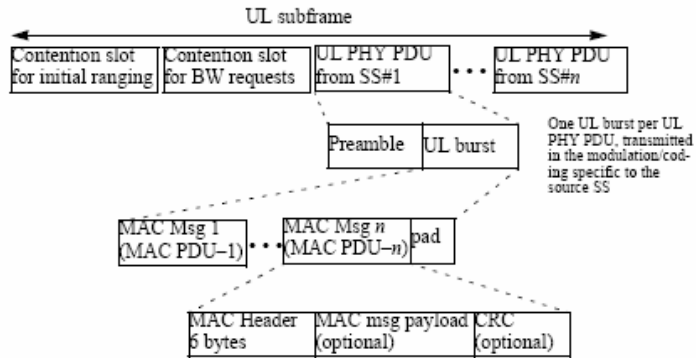 UL subframe
Contention slot for initial ranging
Contention slot for BW requests
UL PHY PDU from SS#1
• • •
UL PHY PDU from SS#n
Preamble
UL burst
One UL burst per UL
PHY PDU, transmitted
in the modulation/cod-
ing specific to the
source SS
MAC Msg 1 (MAC PDU–1)
• • •
MAC Msg n (MAC PDU–n)
pad
MAC Header 6 bytes
MAC msg payload (optional)
CRC (optional)